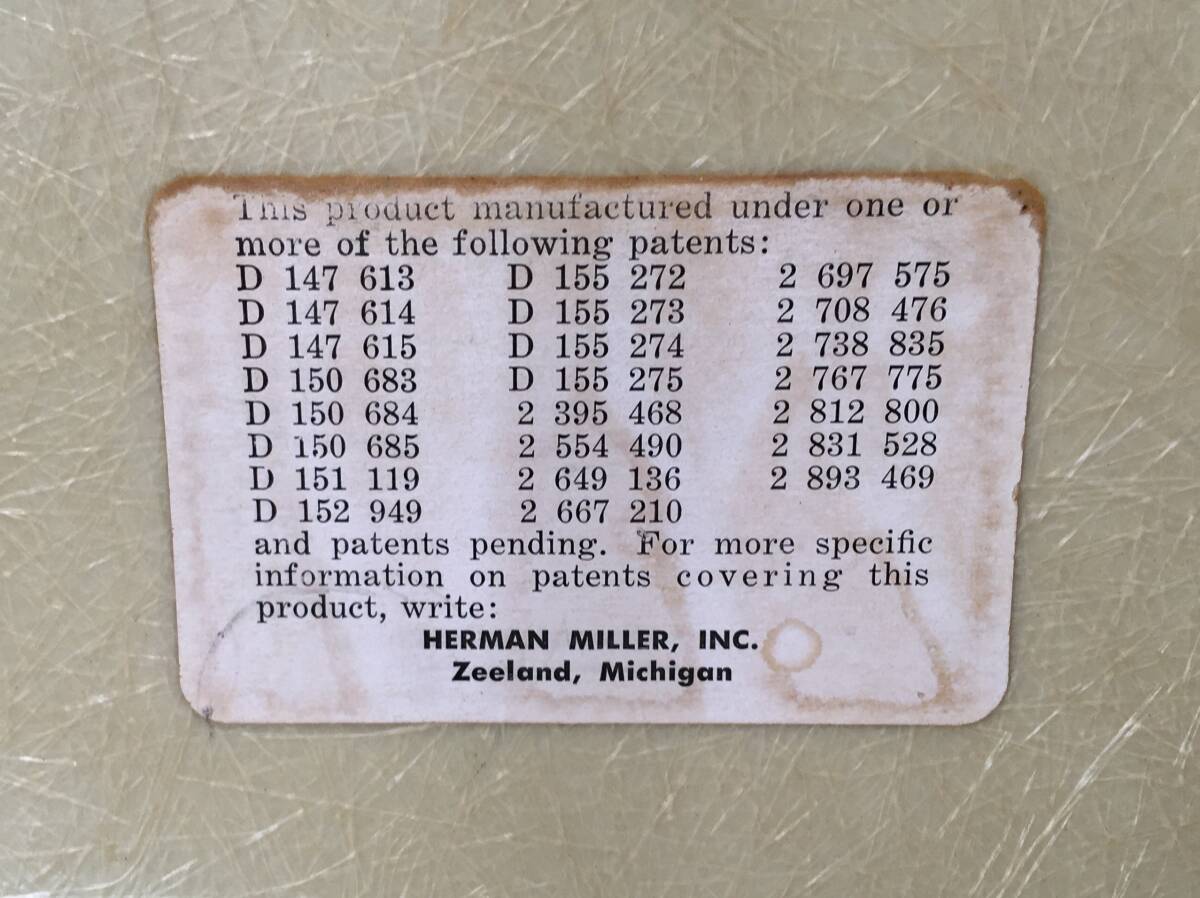 This product manufactured under one or
more of the following patents:
D 147 613 D 155 272 2 697 575
D 147 614 D 155 273 2 708 476
D 147 615 D 155 274 2 738 835
D 150 683 D 155 275 2 767 775
D 150 684 2 395 468 2 812 800
D 150 685 2 554 490 2 831 528
D 151 119 2 649 136 2 893 469
D 152 949 2 667 210
and patents pending. For more specific
information on patents covering this
product, write:
HERMAN MILLER, INC.
Zeeland, Michigan